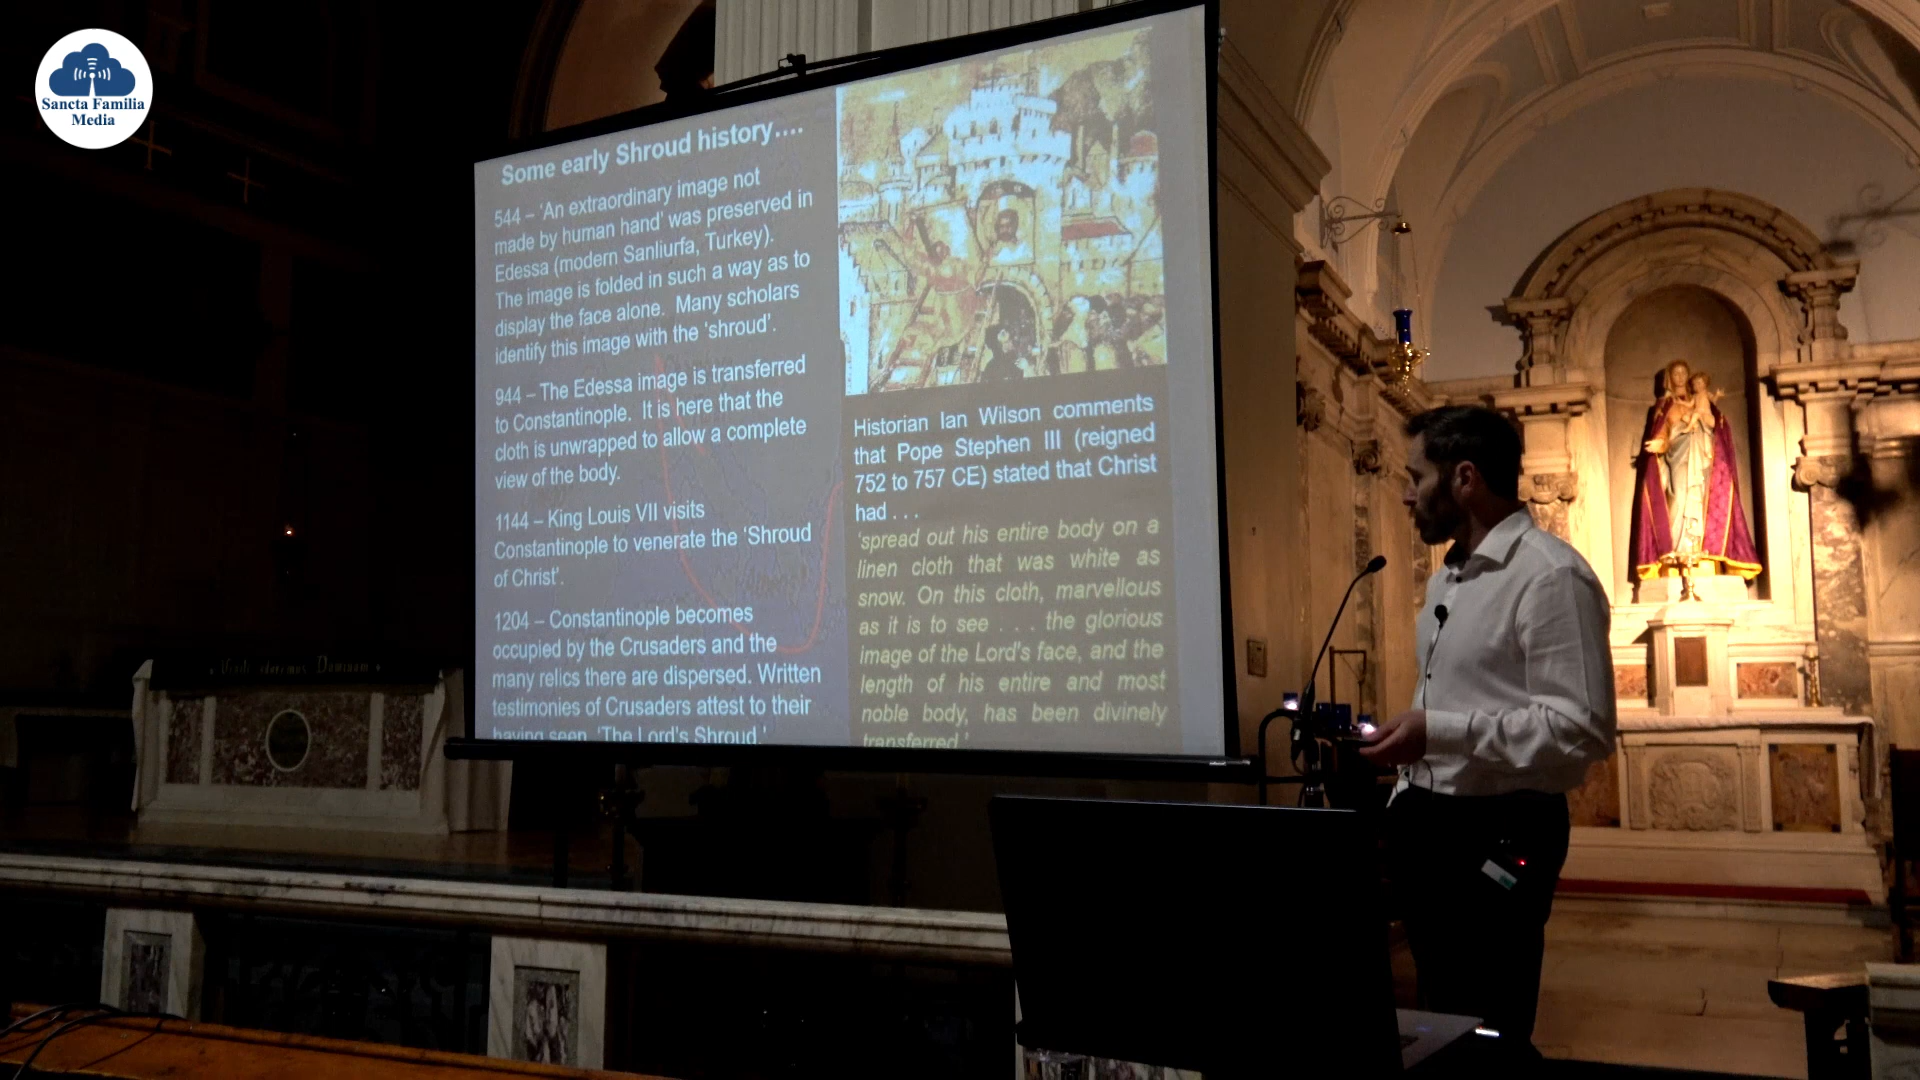 Sancta Familia
Media
Some early Shroud history....
544 – ‘An extraordinary image not
made by human hand’ was preserved in
Edessa (modern Sanliurfa, Turkey).
The image is folded in such a way as to
display the face alone. Many scholars
identify this image with the ‘shroud’.
944 – The Edessa image is transferred
to Constantinople. It is here that the
cloth is unwrapped to allow a complete
view of the body.
1144 – King Louis VII visits
Constantinople to venerate the ‘Shroud
of Christ’.
1204 – Constantinople becomes
occupied by the Crusaders and the
many relics there are dispersed. Written
testimonies of Crusaders attest to their
having seen, ‘The Lord's Shroud.’
Historian Ian Wilson comments
that Pope Stephen III (reigned
752 to 757 CE) stated that Christ
had . . .
‘spread out his entire body on a
linen cloth that was white as
snow. On this cloth, marvellous
as it is to see . . . the glorious
image of the Lord's face, and the
length of his entire and most
noble body, has been divinely
transferred.’
Dominum